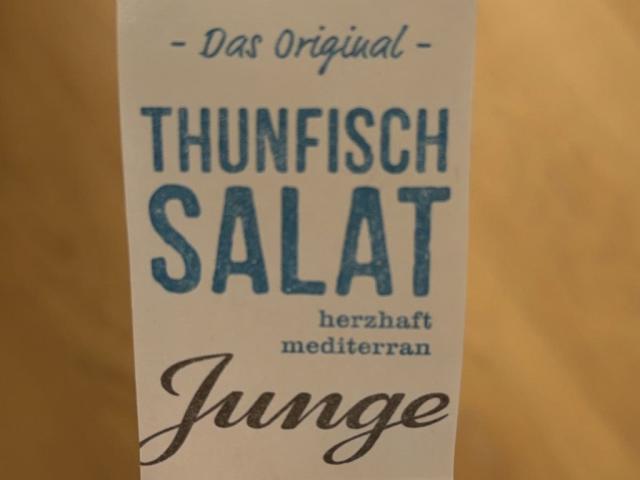 - Das Original -
THUNFISCH
SALAT
herzhaft
mediterran
Junge